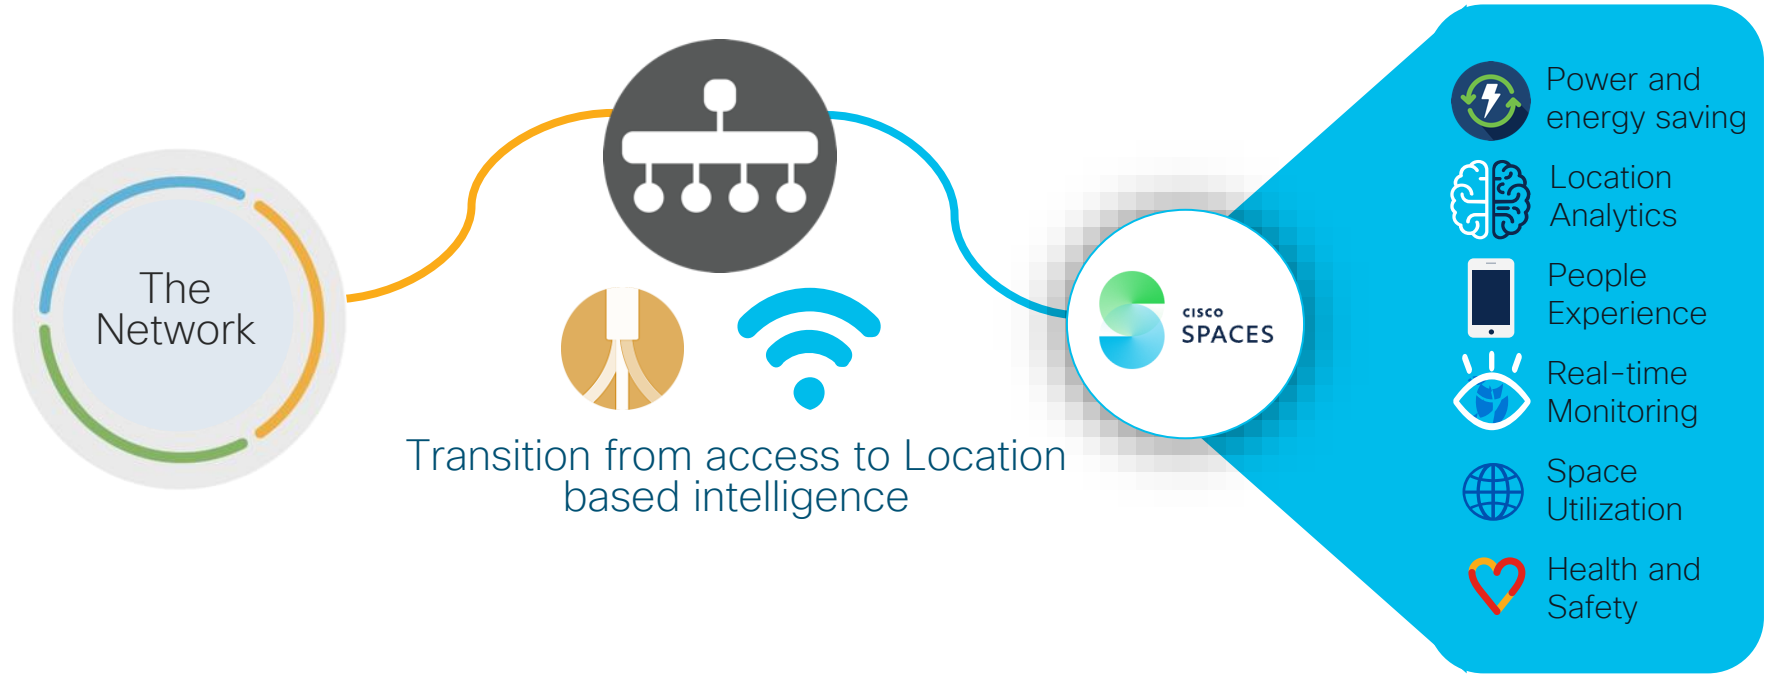 The
Network
Transition from access to Location
based intelligence
CISCO
SPACES
Power and
energy saving
Location
Analytics
People
Experience
Real-time
Monitoring
Space
Utilization
Health and
Safety